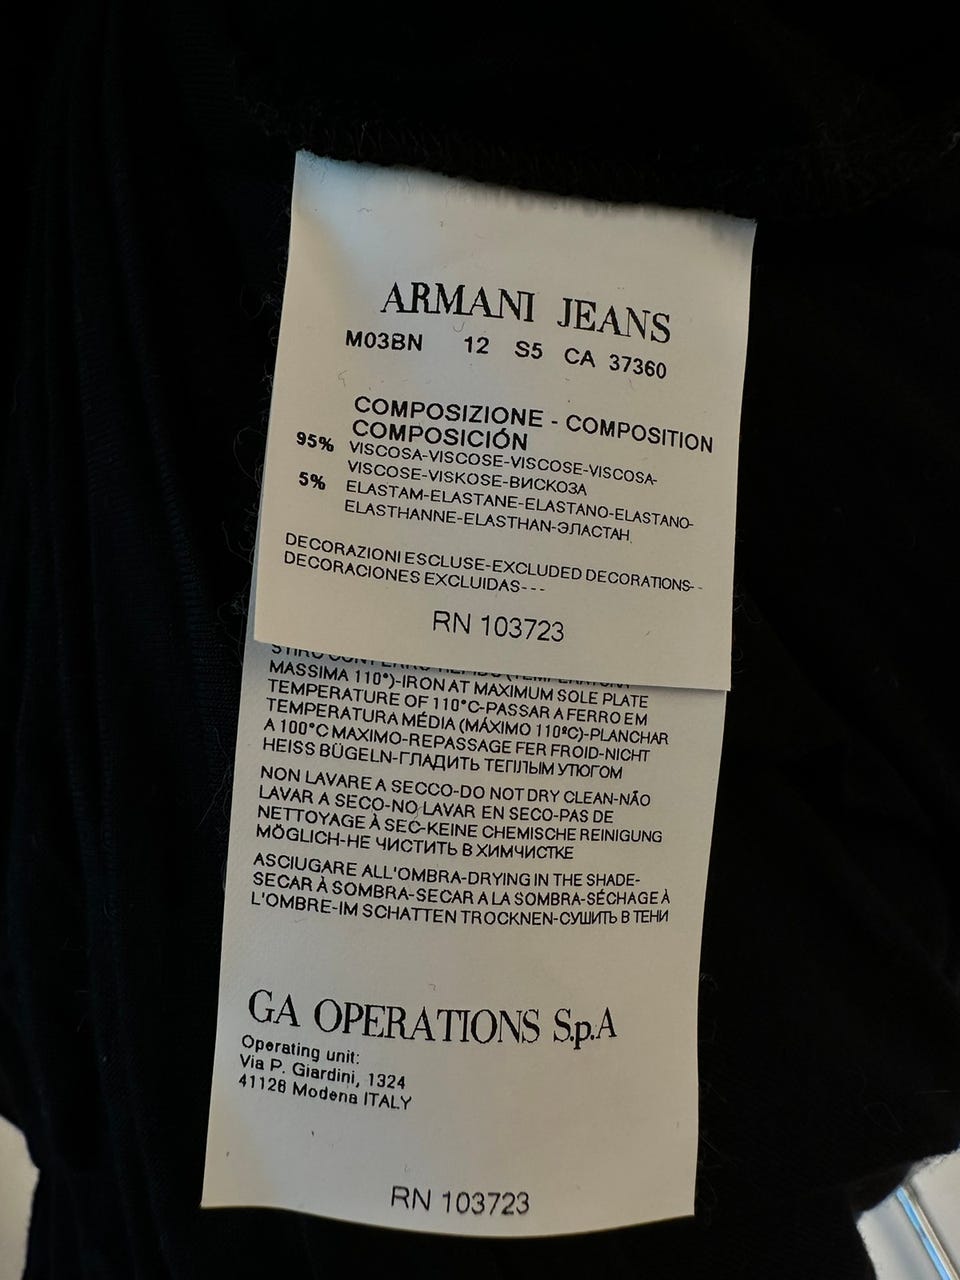 ARMANI JEANS
M03BN 12 S5 CA 37360
COMPOSIZIONE - COMPOSITION
COMPOSICIÓN
95% VISCOSA-VISCOSE-VISCOSE-VISCOSA-
VISCOSE-VISKOSE-ВИСКОЗА
5% ELASTAM-ELASTANE-ELASTANO-ELASTANO-
ELASTHANNE-ELASTHAN-ЭЛАСТАН
DECORAZIONI ESCLUSE-EXCLUDED DECORATIONS--
DECORACIONES EXCLUIDAS---
RN 103723
MASSIMA 110°)-IRON AT MAXIMUM SOLE PLATE
TEMPERATURE OF 110°C-PASSAR A FERRO EM
TEMPERATURA MÉDIA (MÁXIMO 110ºC)-PLANCHAR
A 100°C MAXIMO-REPASSAGE FER FROID-NICHT
HEISS BÜGELN-ГЛАДИТЬ ТЕПЛЫМ УТЮГОМ
NON LAVARE A SECCO-DO NOT DRY CLEAN-NÃO
LAVAR A SECO-NO LAVAR EN SECO-PAS DE
NETTOYAGE À SEC-KEINE CHEMISCHE REINIGUNG
MÖGLICH-НЕ ЧИСТИТЬ В ХИМЧИСТКЕ
ASCIUGARE ALL'OMBRA-DRYING IN THE SHADE-
SECAR À SOMBRA-SECAR A LA SOMBRA-SÉCHAGE À
L'OMBRE-IM SCHATTEN TROCKNEN-СУШИТЬ В ТЕНИ
GA OPERATIONS S.p.A
Operating unit:
Via P. Giardini, 1324
41126 Modena ITALY
RN 103723